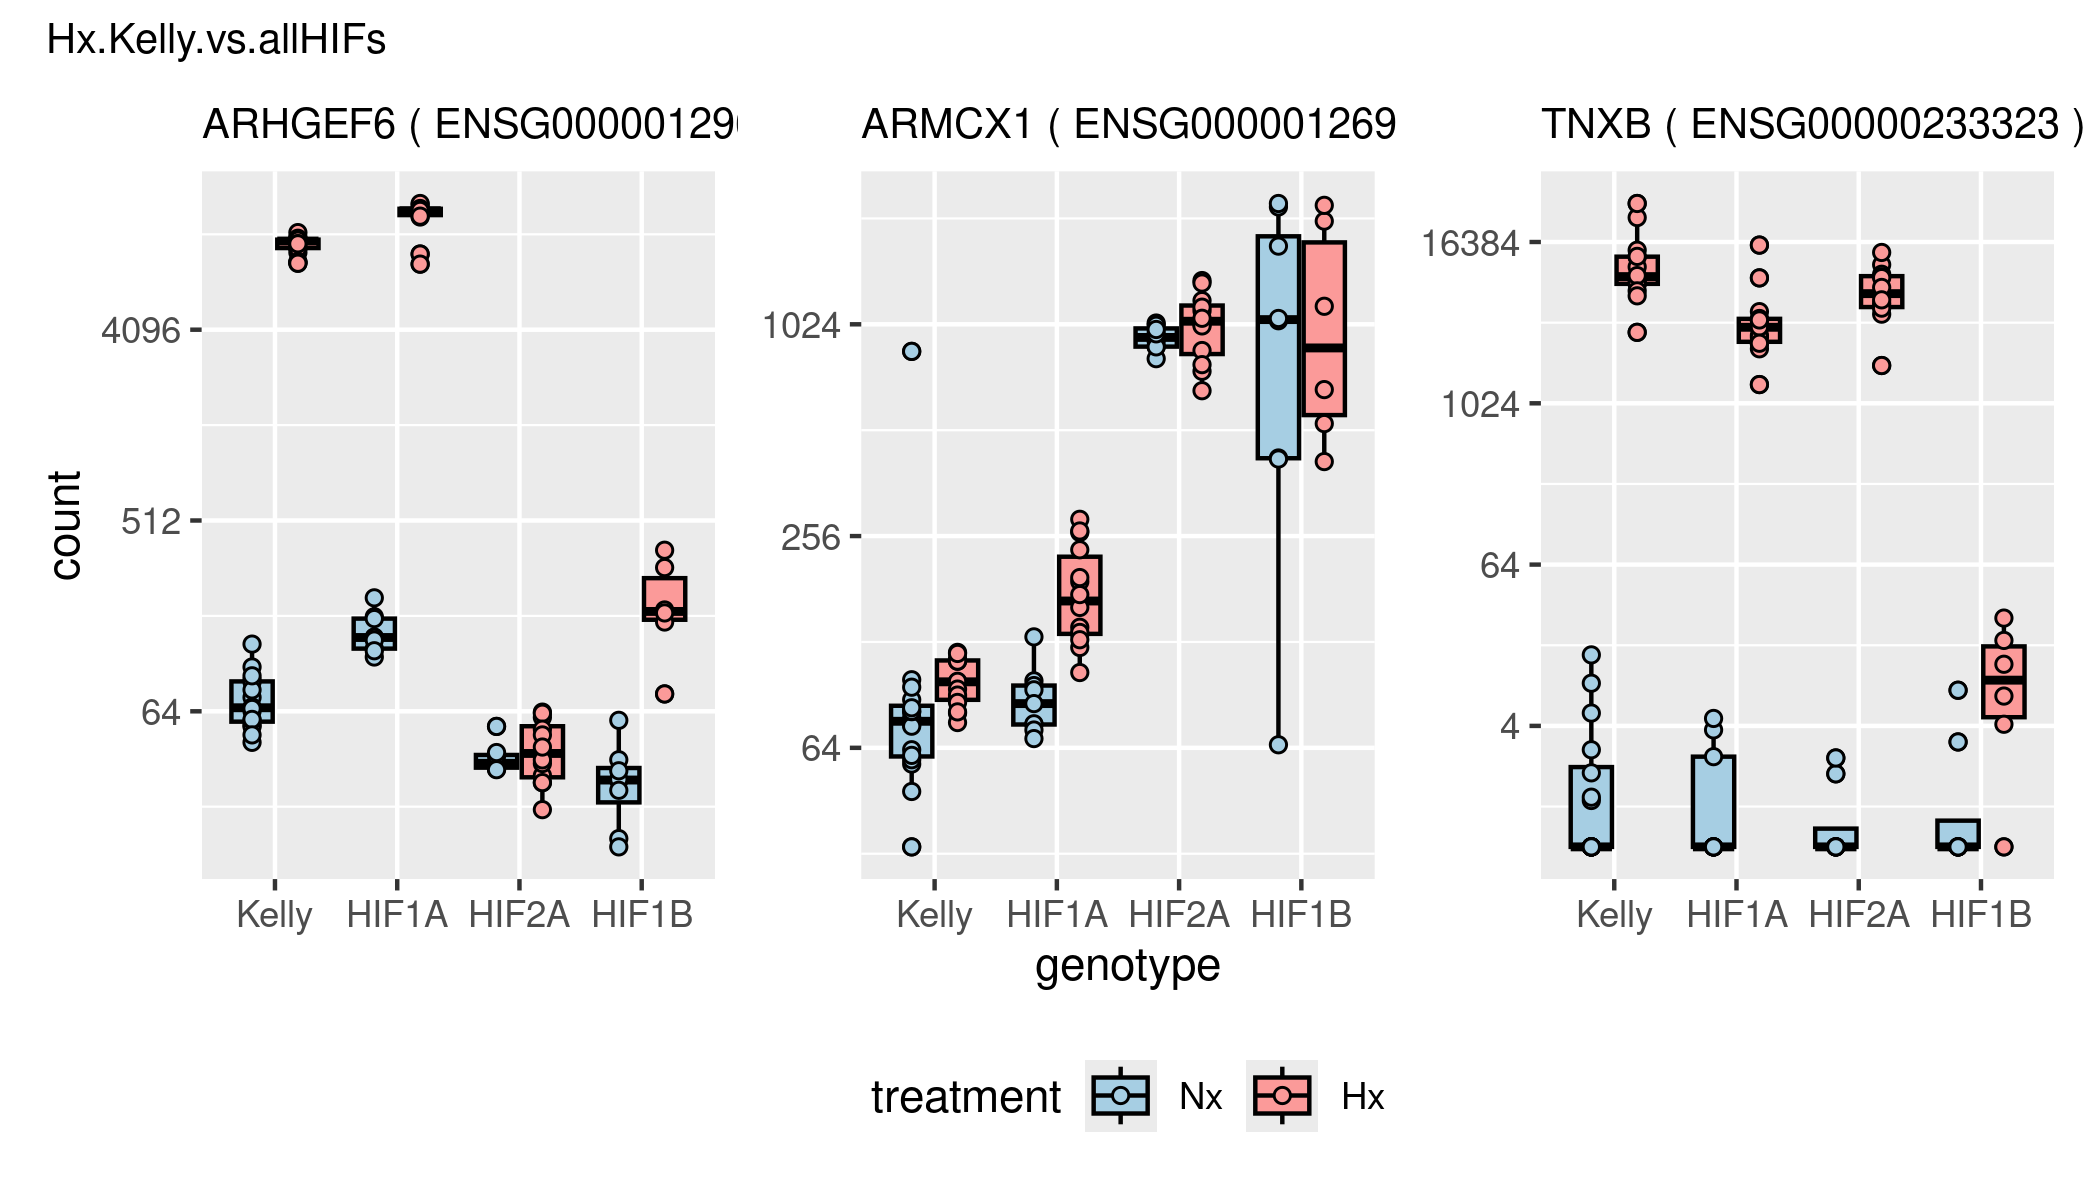 Hx.Kelly.vs.allHIFs
ARHGEF6 ( ENSG00000129
ARMCX1 ( ENSG000001269
TNXB ( ENSG00000233323 )
count
4096
512
64
1024
256
64
16384
1024
64
4
Kelly HIF1A HIF2A HIF1B
Kelly HIF1A HIF2A HIF1B
Kelly HIF1A HIF2A HIF1B
genotype
treatment Nx Hx